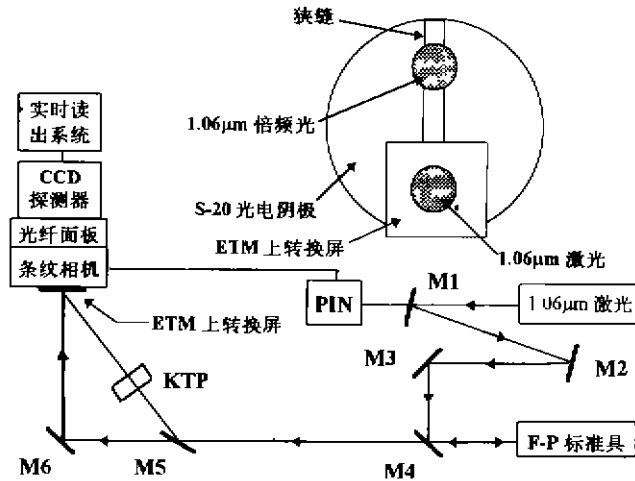 狭缝
1.06μm 倍频光
S-20 光电阴极
ETM 上转换屏
1.06μm 激光
实时读
出系统
CCD
探测器
光纤面板
条纹相机
ETM 上转换屏
PIN
M1
1 06μm 激光
M2
M3
KTP
M6
M5
M4
F-P 标准具